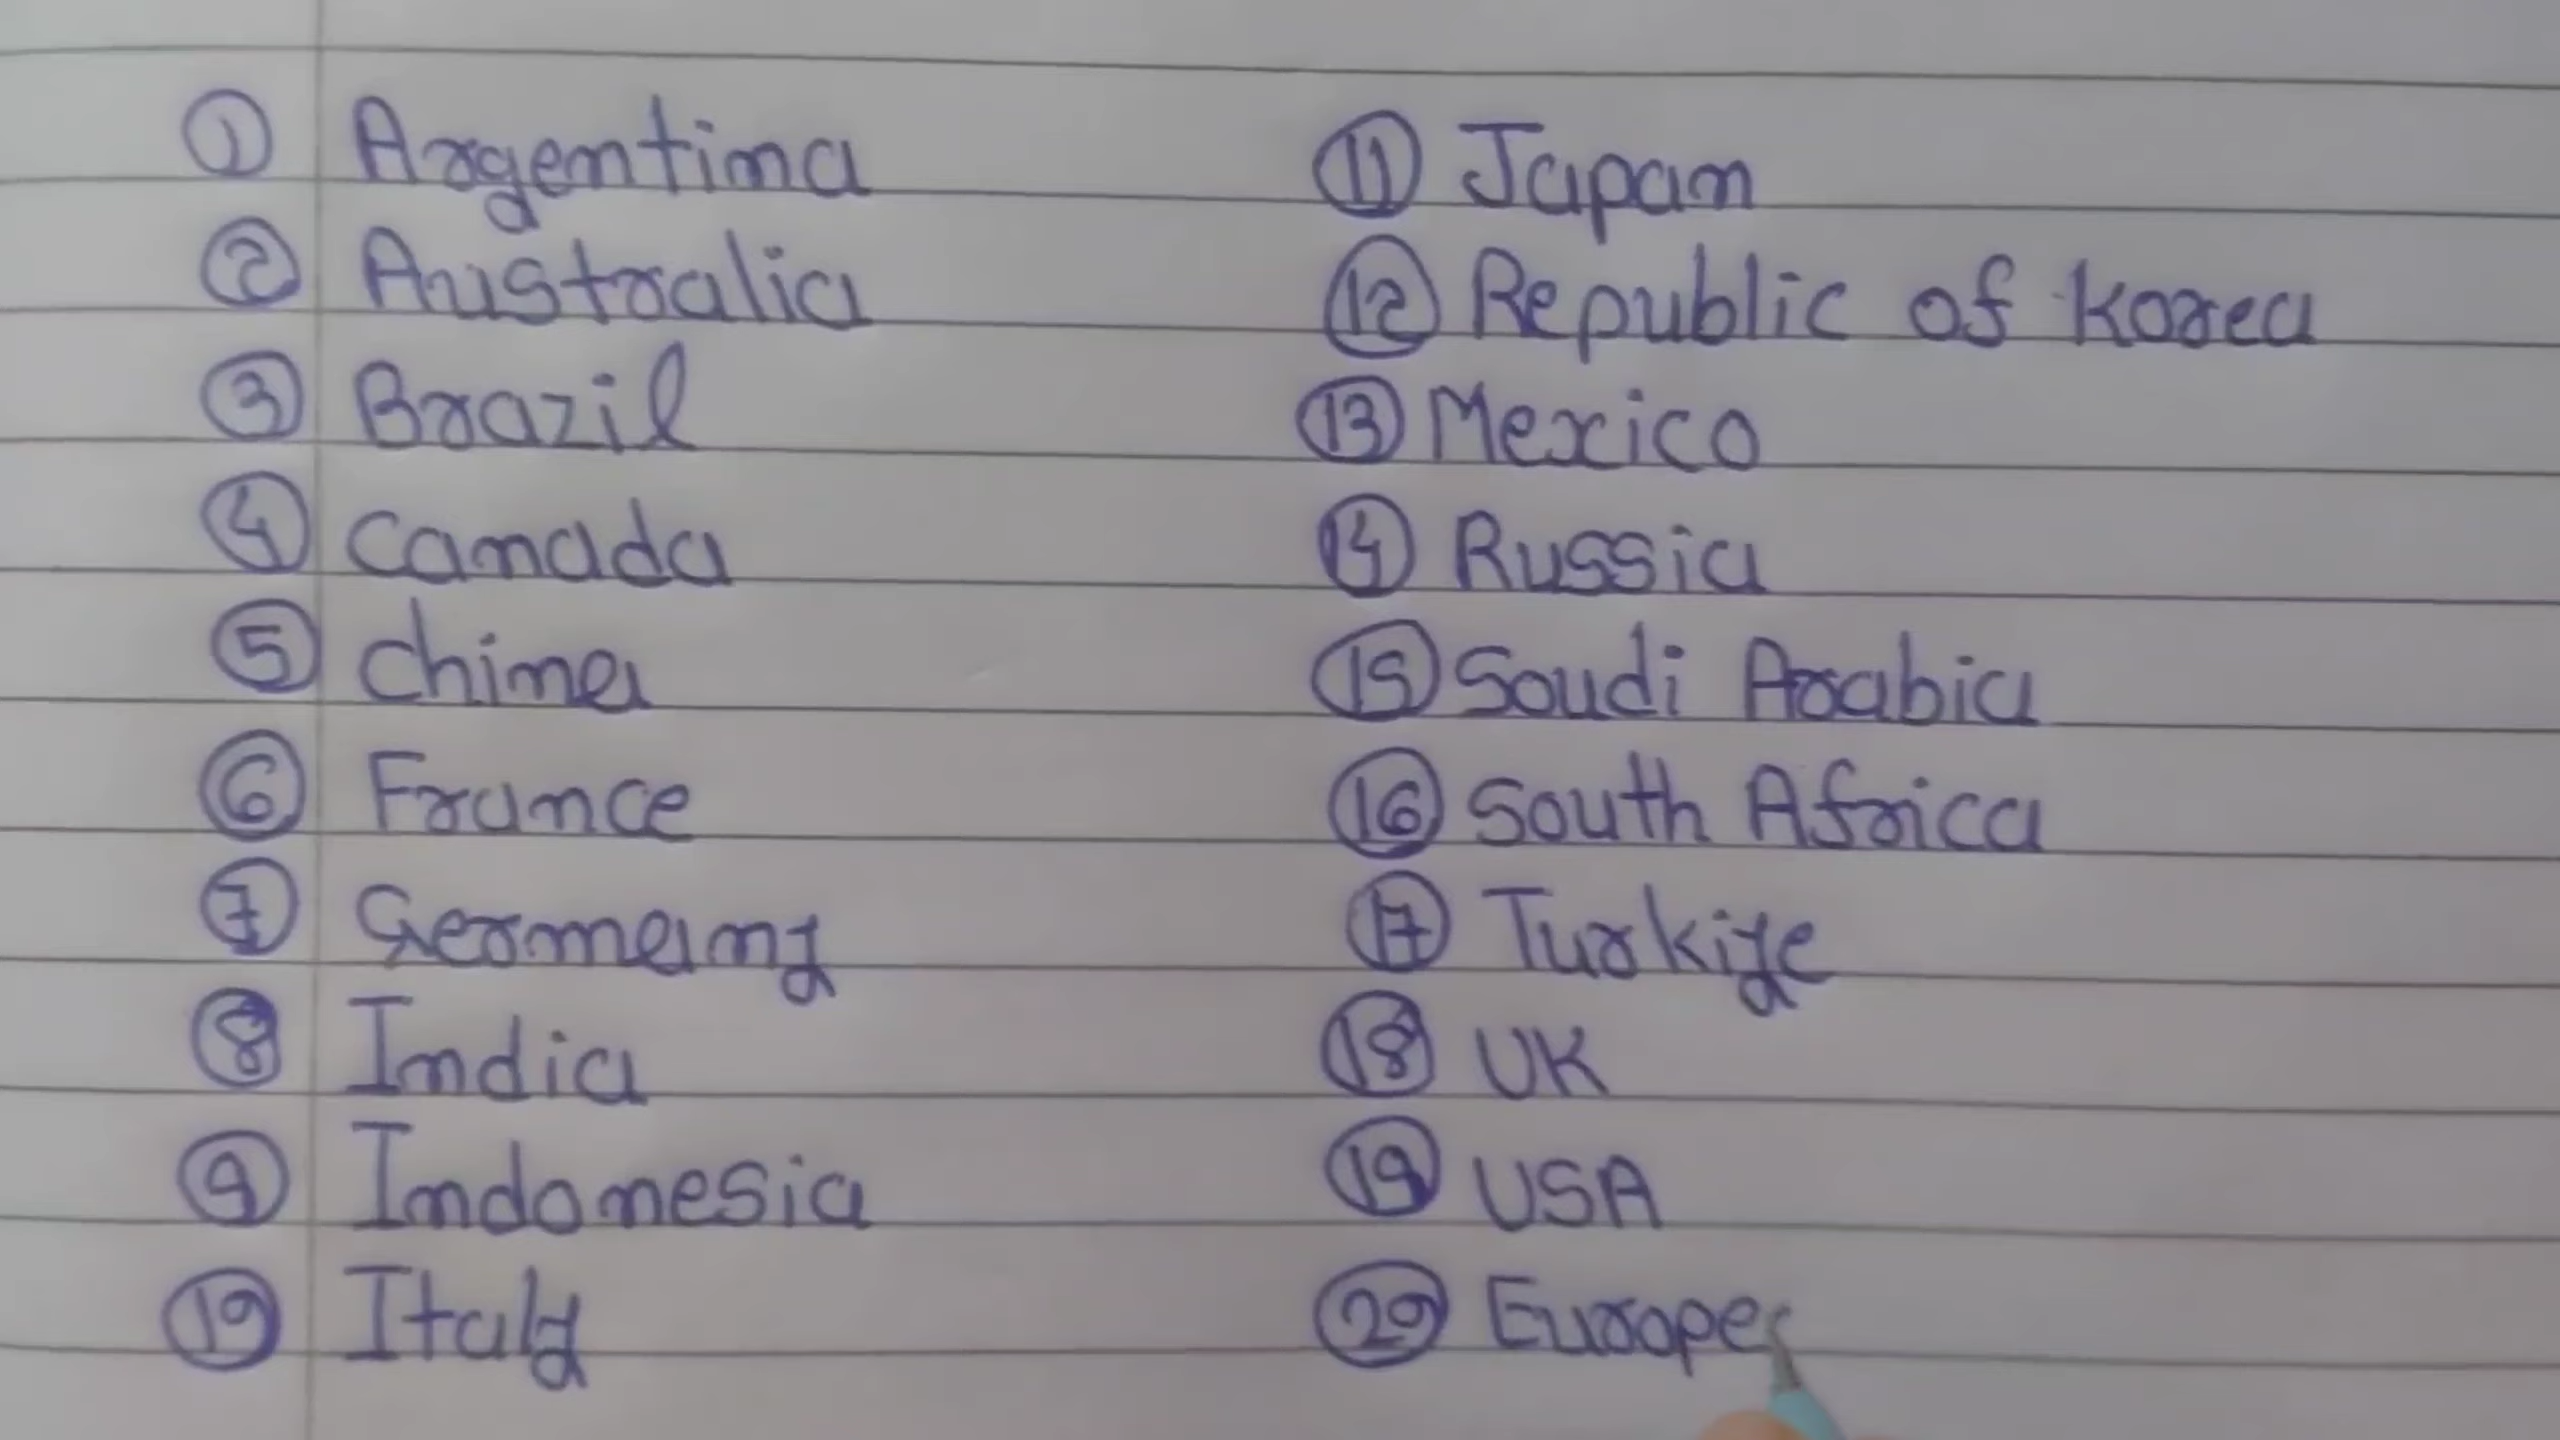 ① Argentina
② Australia
③ Brazil
④ Canada
⑤ China
⑥ France
⑦ Germany
⑧ India
⑨ Indonesia
⑩ Italy
⑪ Japan
⑫ Republic of Korea
⑬ Mexico
⑭ Russia
⑮ Soudi Arabia
⑯ South Africa
⑰ Turkiye
⑱ UK
⑲ USA
⑳ Europe